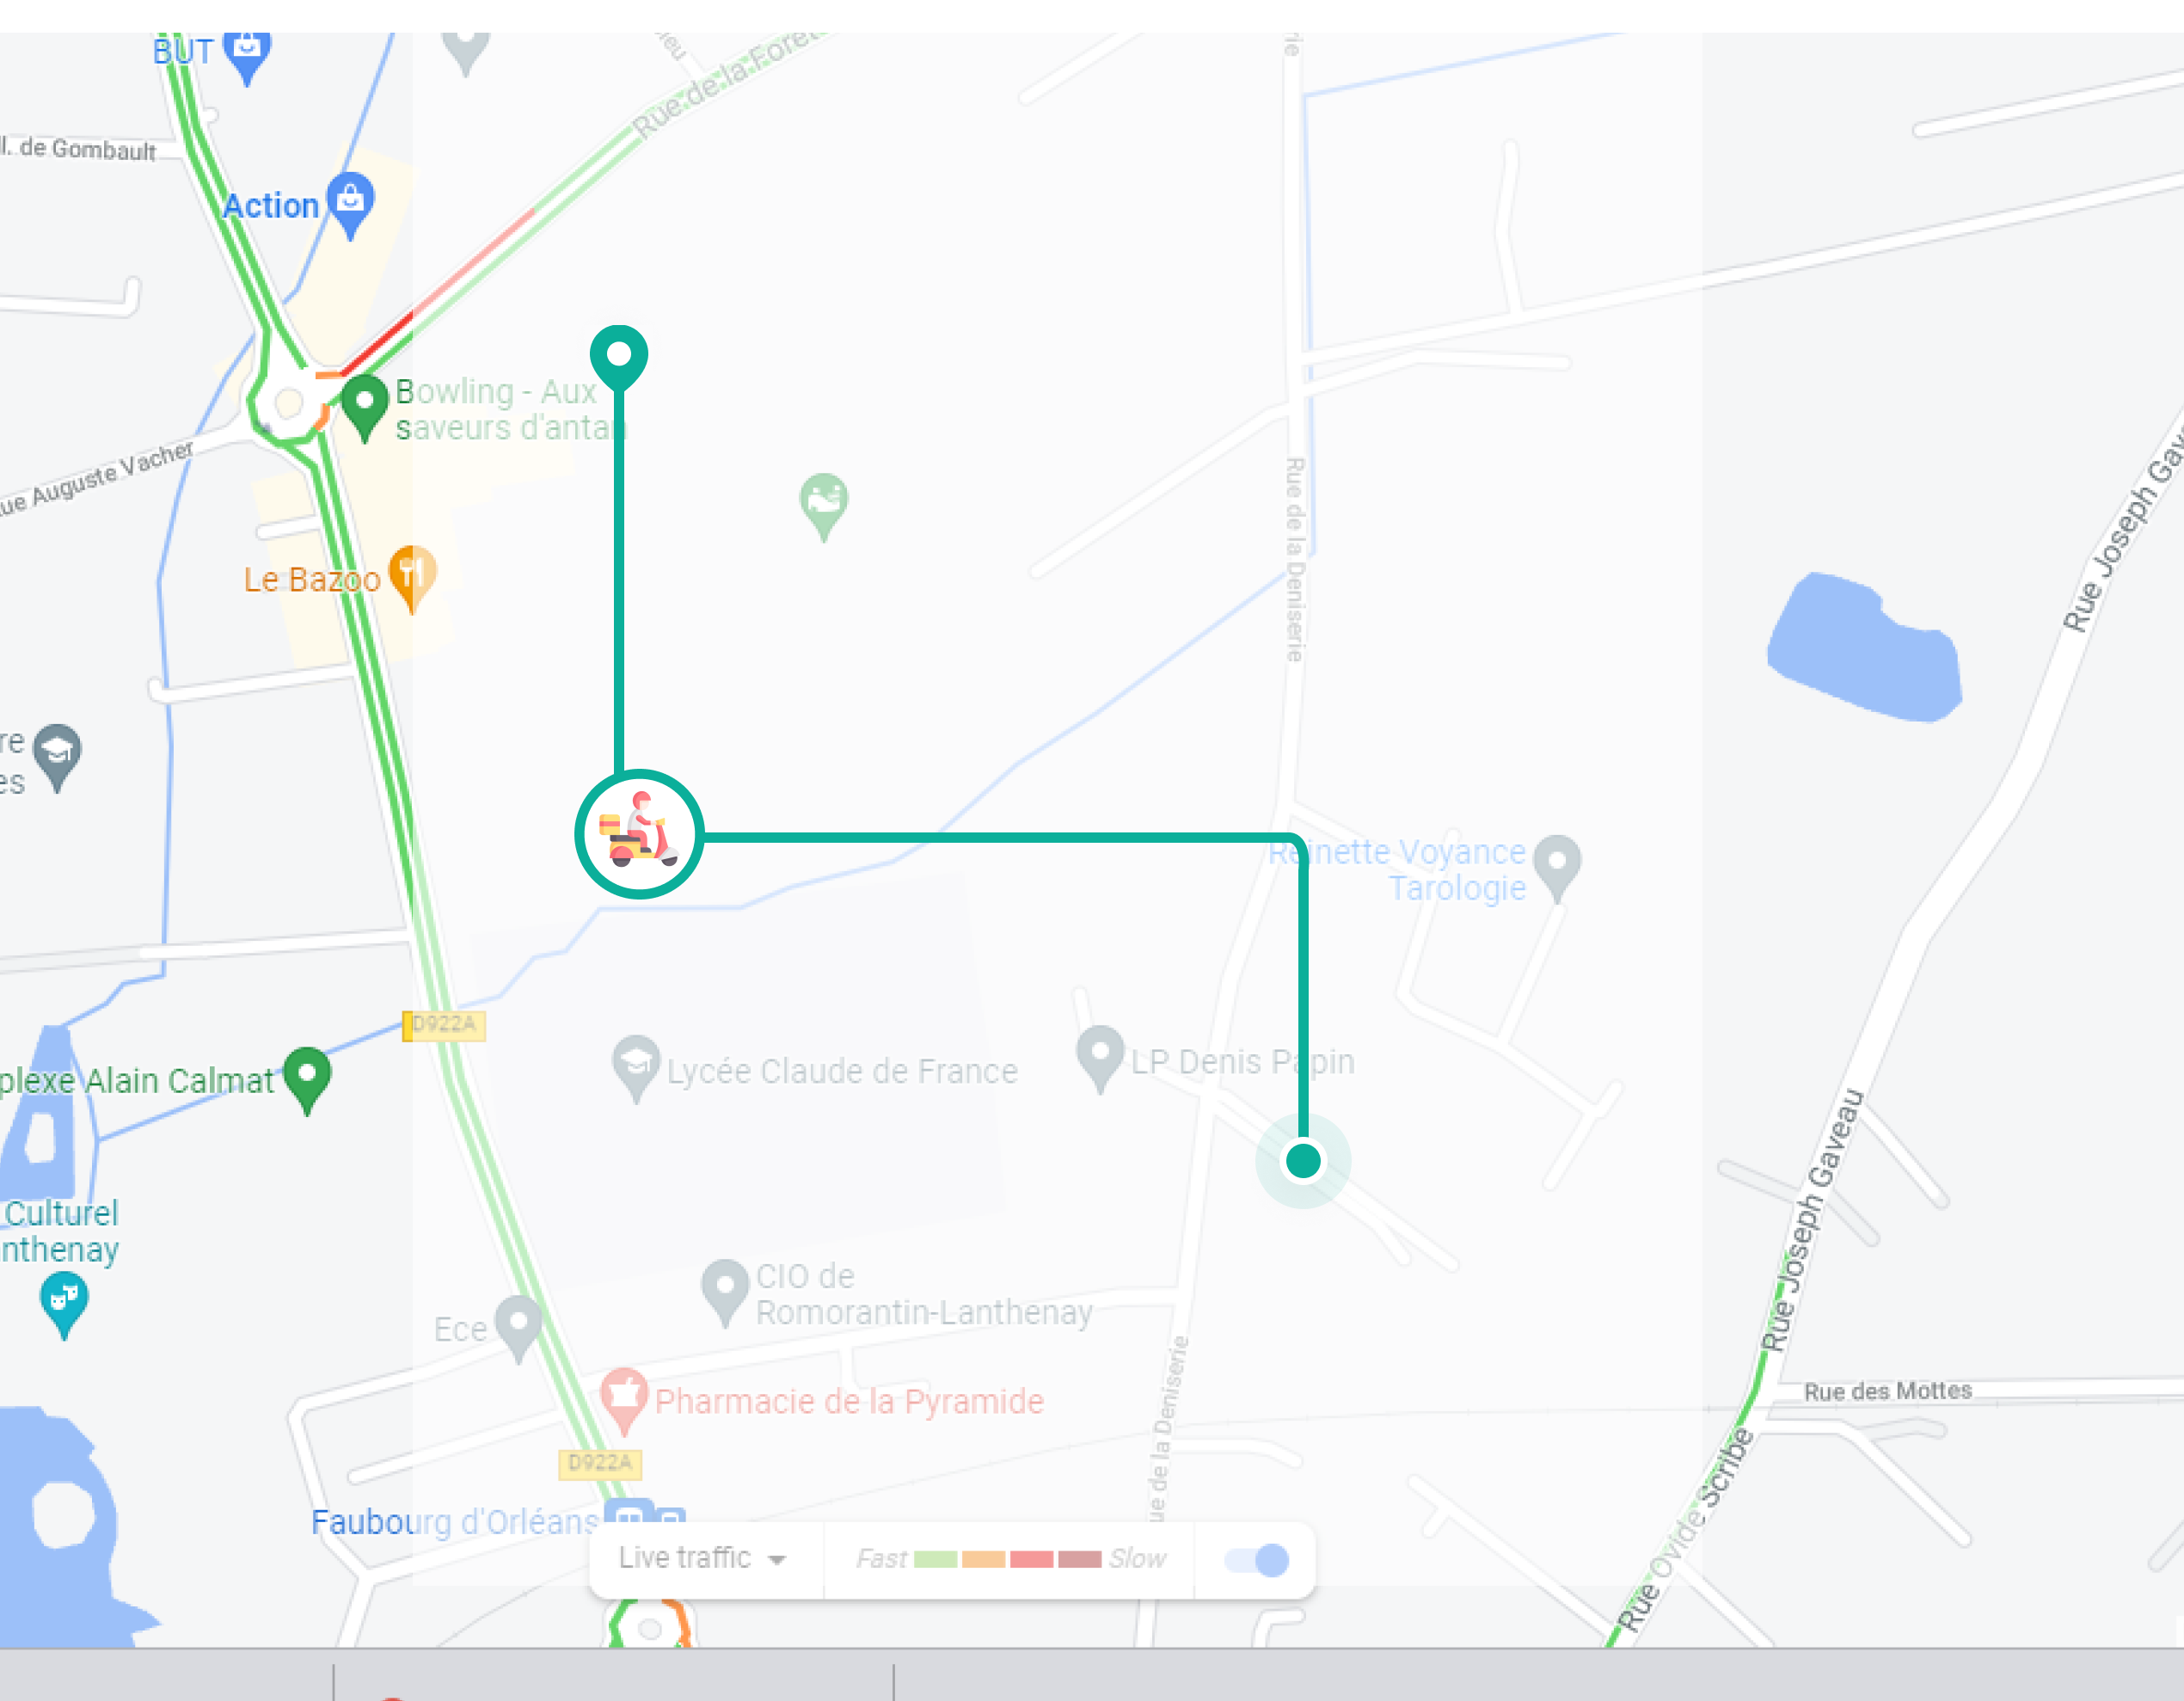 BUT
Rue de la Forêt
ll. de Gombault
Action
Bowling - Aux
saveurs d'antan
ue Auguste Vacher
Le Bazoo
Rue de la Deniserie
Rue Joseph Gave
re
es
Reinette Voyance
Tarologie
D922A
Lycée Claude de France
LP Denis Papin
plexe Alain Calmat
Culturel
nthenay
Rue Joseph Gaveau
CIO de
Romorantin-Lanthenay
Ece
Pharmacie de la Pyramide
Rue des Mottes
ue de la Deniserie
D922A
Rue Ovide Scribe
Faubourg d'Orléans
Live traffic
Fast
Slow